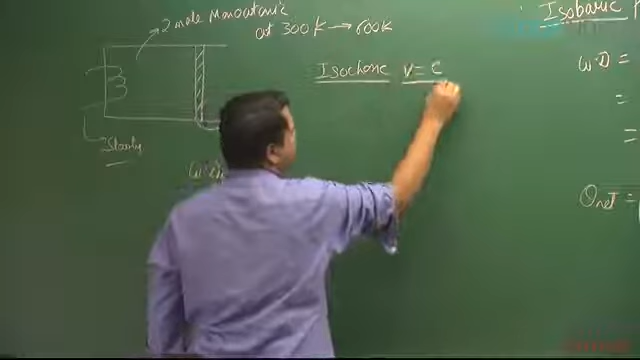 2 mole Monoatomic
at 300 K → 600K
Slowly
Isochoric V = C
W.D
Isobaric
W.D =
=
=
Qnet =